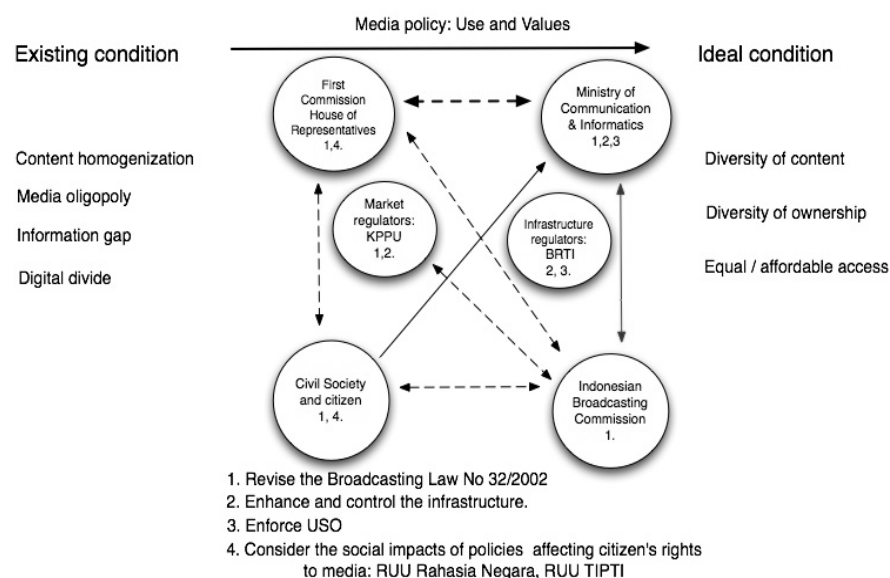 Media policy: Use and Values
Existing condition
Ideal condition
First
Commission
House of
Representatives
1,4.
Ministry of
Communication
& Informatics
1,2,3
Content homogenization
Media oligopoly
Information gap
Digital divide
Market
regulators:
KPPU
1,2.
Infrastructure
regulators:
BRTI
2, 3.
Diversity of content
Diversity of ownership
Equal / affordable access
Civil Society
and citizen
1, 4.
Indonesian
Broadcasting
Commission
1.
1. Revise the Broadcasting Law No 32/2002
2. Enhance and control the infrastructure.
3. Enforce USO
4. Consider the social impacts of policies affecting citizen's rights
to media: RUU Rahasia Negara, RUU TIPTI